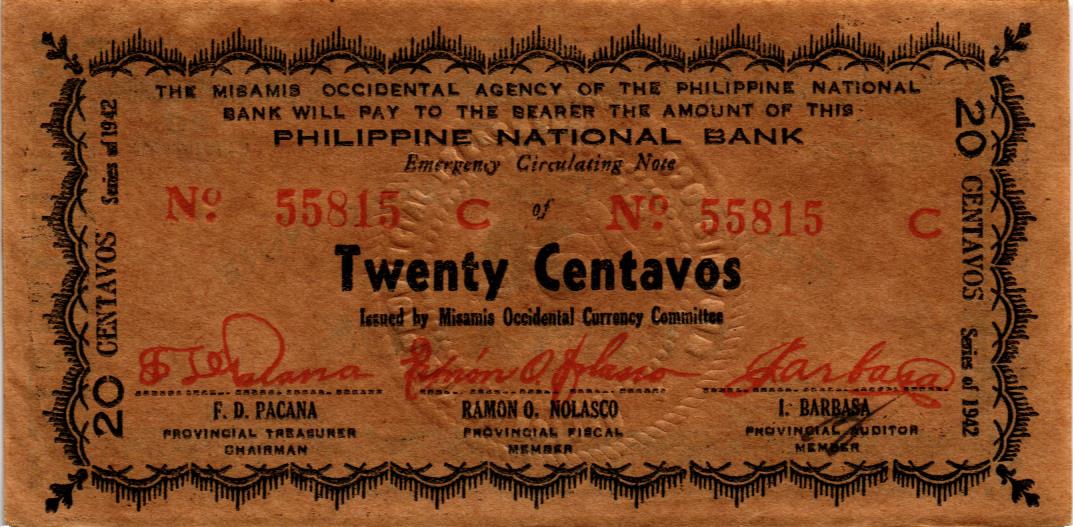 THE MISAMIS OCCIDENTAL AGENCY OF THE PHILIPPINE NATIONAL
BANK WILL PAY TO THE BEARER THE AMOUNT OF THIS
PHILIPPINE NATIONAL BANK
Emergency Circulating Note
Nº 55815 C of Nº 55815 C
Twenty Centavos
Issued by Misamis Occidental Currency Committee
F. D. PACANA
PROVINCIAL TREASURER
CHAIRMAN
RAMON O. NOLASCO
PROVINCIAL FISCAL
MEMBER
I. BARBASA
PROVINCIAL AUDITOR
MEMBER
20 CENTAVOS Series of 1942
20 CENTAVOS Series of 1942